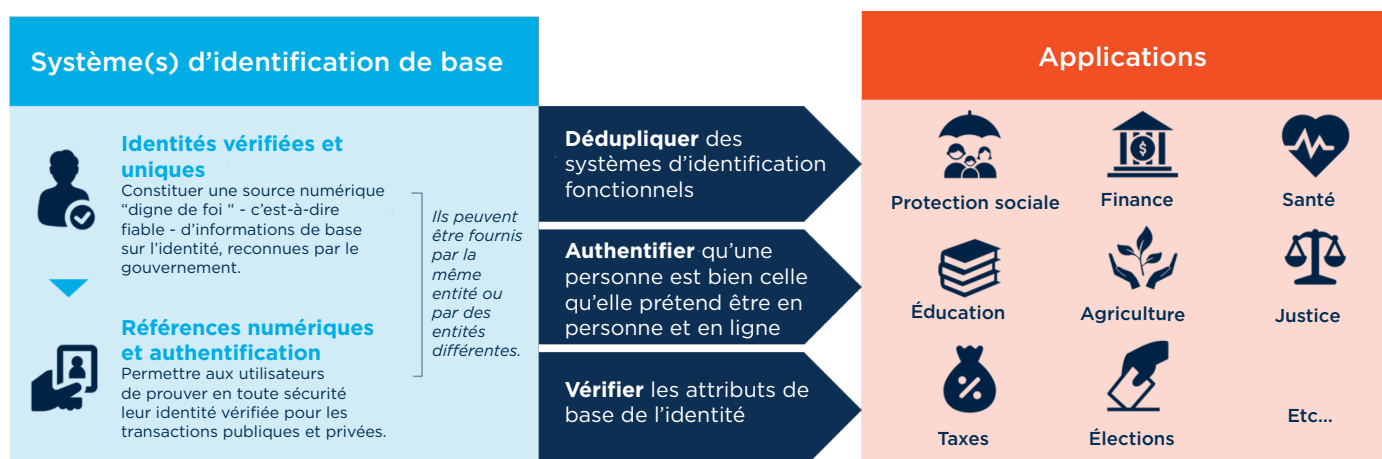 Système(s) d'identification de base
Identités vérifiées et
uniques
Constituer une source numérique
“digne de foi “ - c'est-à-dire
fiable - d'informations de base
sur l'identité, reconnues par le
gouvernement.
Références numériques
et authentification
Permettre aux utilisateurs
de prouver en toute sécurité
leur identité vérifiée pour les
transactions publiques et privées.
Ils peuvent
être fournis
par la
même
entité ou
par des
entités
différentes.
Dédupliquer des
systèmes d'identification
fonctionnels
Authentifier qu'une
personne est bien celle
qu'elle prétend être en
personne et en ligne
Vérifier les attributs de
base de l'identité
Applications
Protection sociale
Finance
Santé
Éducation
Agriculture
Justice
Taxes
Élections
Etc...